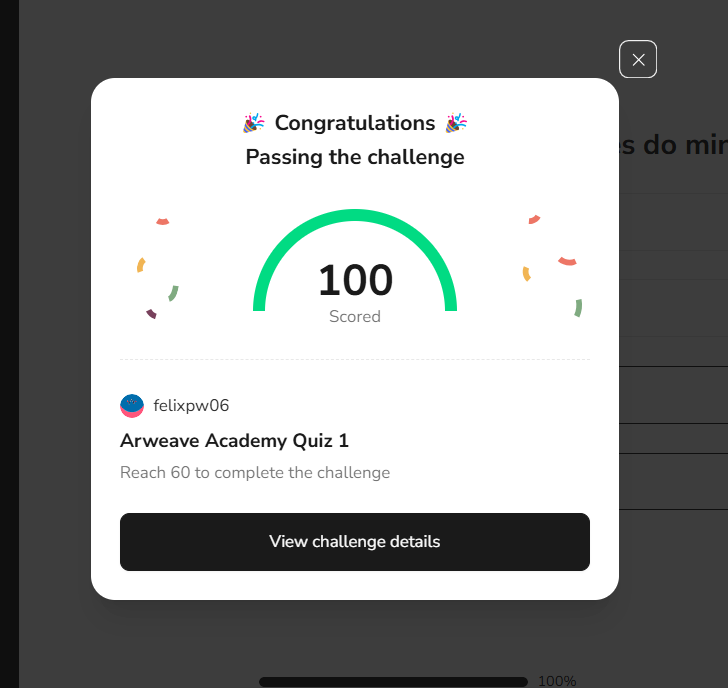 Congratulations
Passing the challenge
es do min
100
Scored
felixpw06
Arweave Academy Quiz 1
Reach 60 to complete the challenge
View challenge details
100%